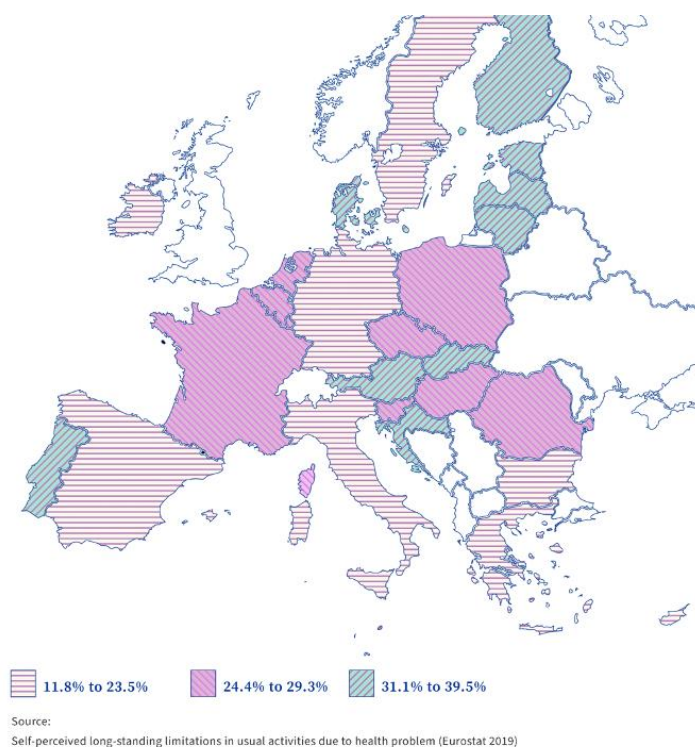 11.8% to 23.5% 24.4% to 29.3% 31.1% to 39.5%
Source:
Self-perceived long-standing limitations in usual activities due to health problem (Eurostat 2019)